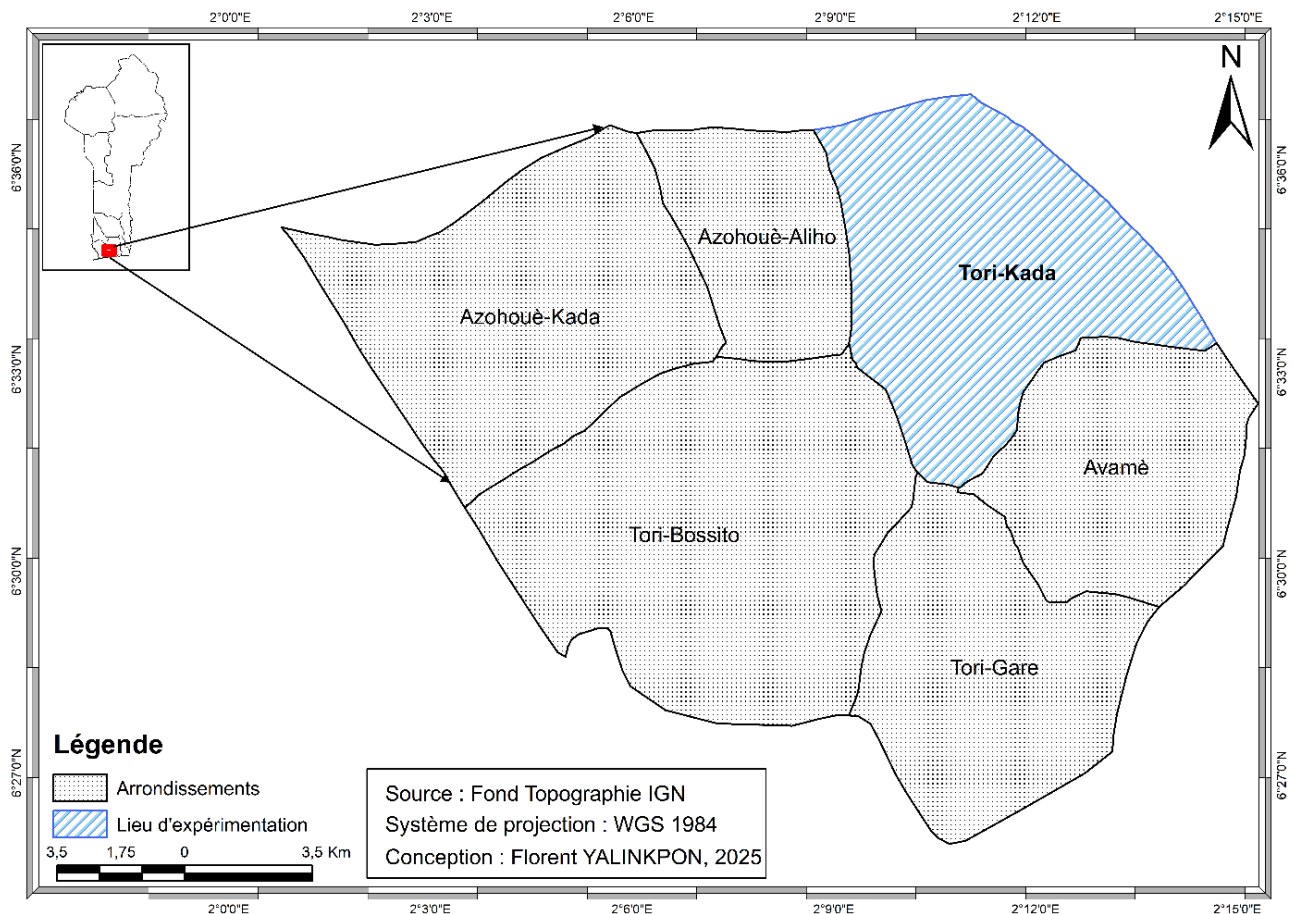 2°0'0"E 2°3'0"E 2°6'0"E 2°9'0"E 2°12'0"E 2°15'0"E
N
6°36'0"N 6°36'0"N
Azohouè-Aliho
Tori-Kada
Azohouè-Kada
6°33'0"N 6°33'0"N
Avamè
Tori-Bossito
6°30'0"N 6°30'0"N
Tori-Gare
Légende
Arrondissements
Lieu d'expérimentation
3,5 1,75 0 3,5 Km
6°27'0"N 6°27'0"N
Source : Fond Topographie IGN
Système de projection : WGS 1984
Conception : Florent YALINKPON, 2025
2°0'0"E 2°3'0"E 2°6'0"E 2°9'0"E 2°12'0"E 2°15'0"E